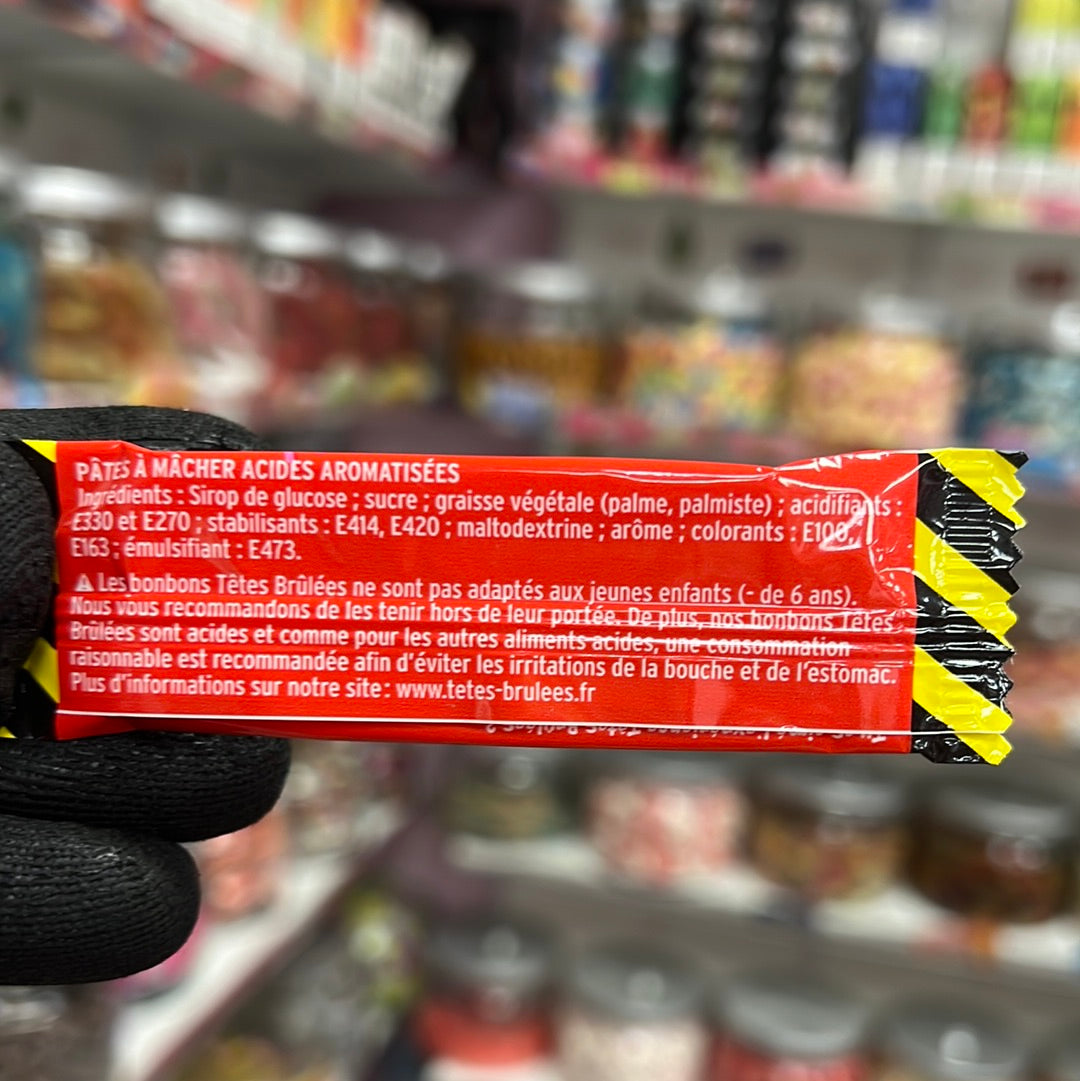 PÂTES À MÂCHER ACIDES AROMATISÉES
Ingrédients : Sirop de glucose ; sucre ; graisse végétale (palme, palmiste) ; acidifiants :
E330 et E270 ; stabilisants : E414, E420 ; maltodextrine ; arôme ; colorants : E100,
E163 ; émulsifiant : E473.
⚠ Les bonbons Têtes Brûlées ne sont pas adaptés aux jeunes enfants (- de 6 ans).
Nous vous recommandons de les tenir hors de leur portée. De plus, nos bonbons Têtes
Brûlées sont acides et comme pour les autres aliments acides, une consommation
raisonnable est recommandée afin d'éviter les irritations de la bouche et de l'estomac.
Plus d'informations sur notre site : www.tetes-brulees.fr